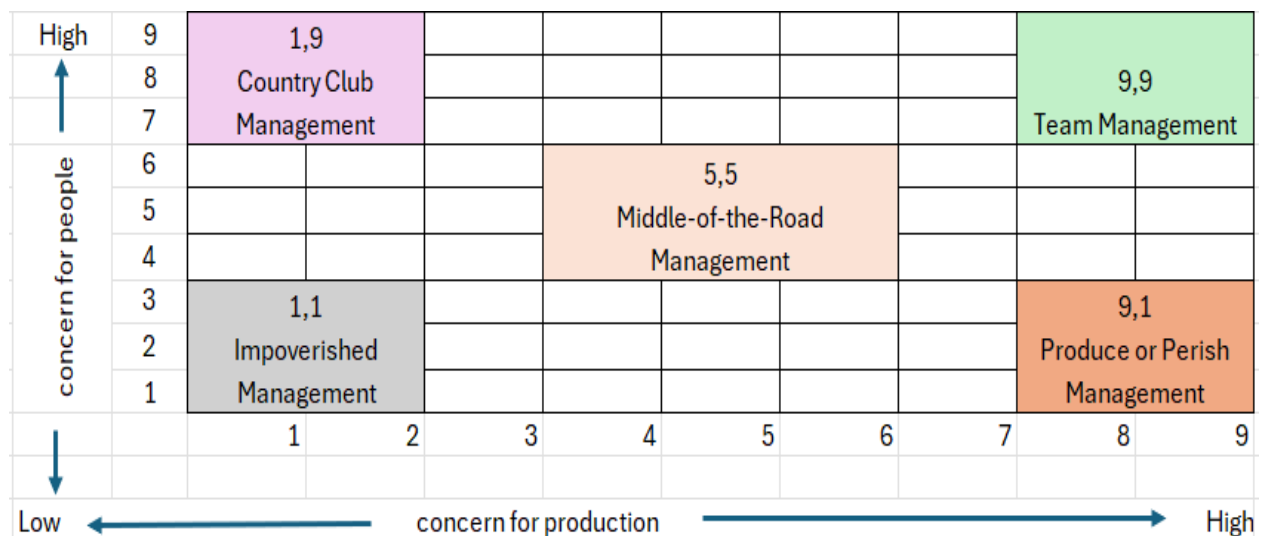 High 9 1,9
8 Country Club 9,9
7 Management Team Management
6 5,5
5 Middle-of-the-Road
4 Management
concern for people
3 1,1 9,1
2 Impoverished Produce or Perish
1 Management Management
1 2 3 4 5 6 7 8 9
Low concern for production High